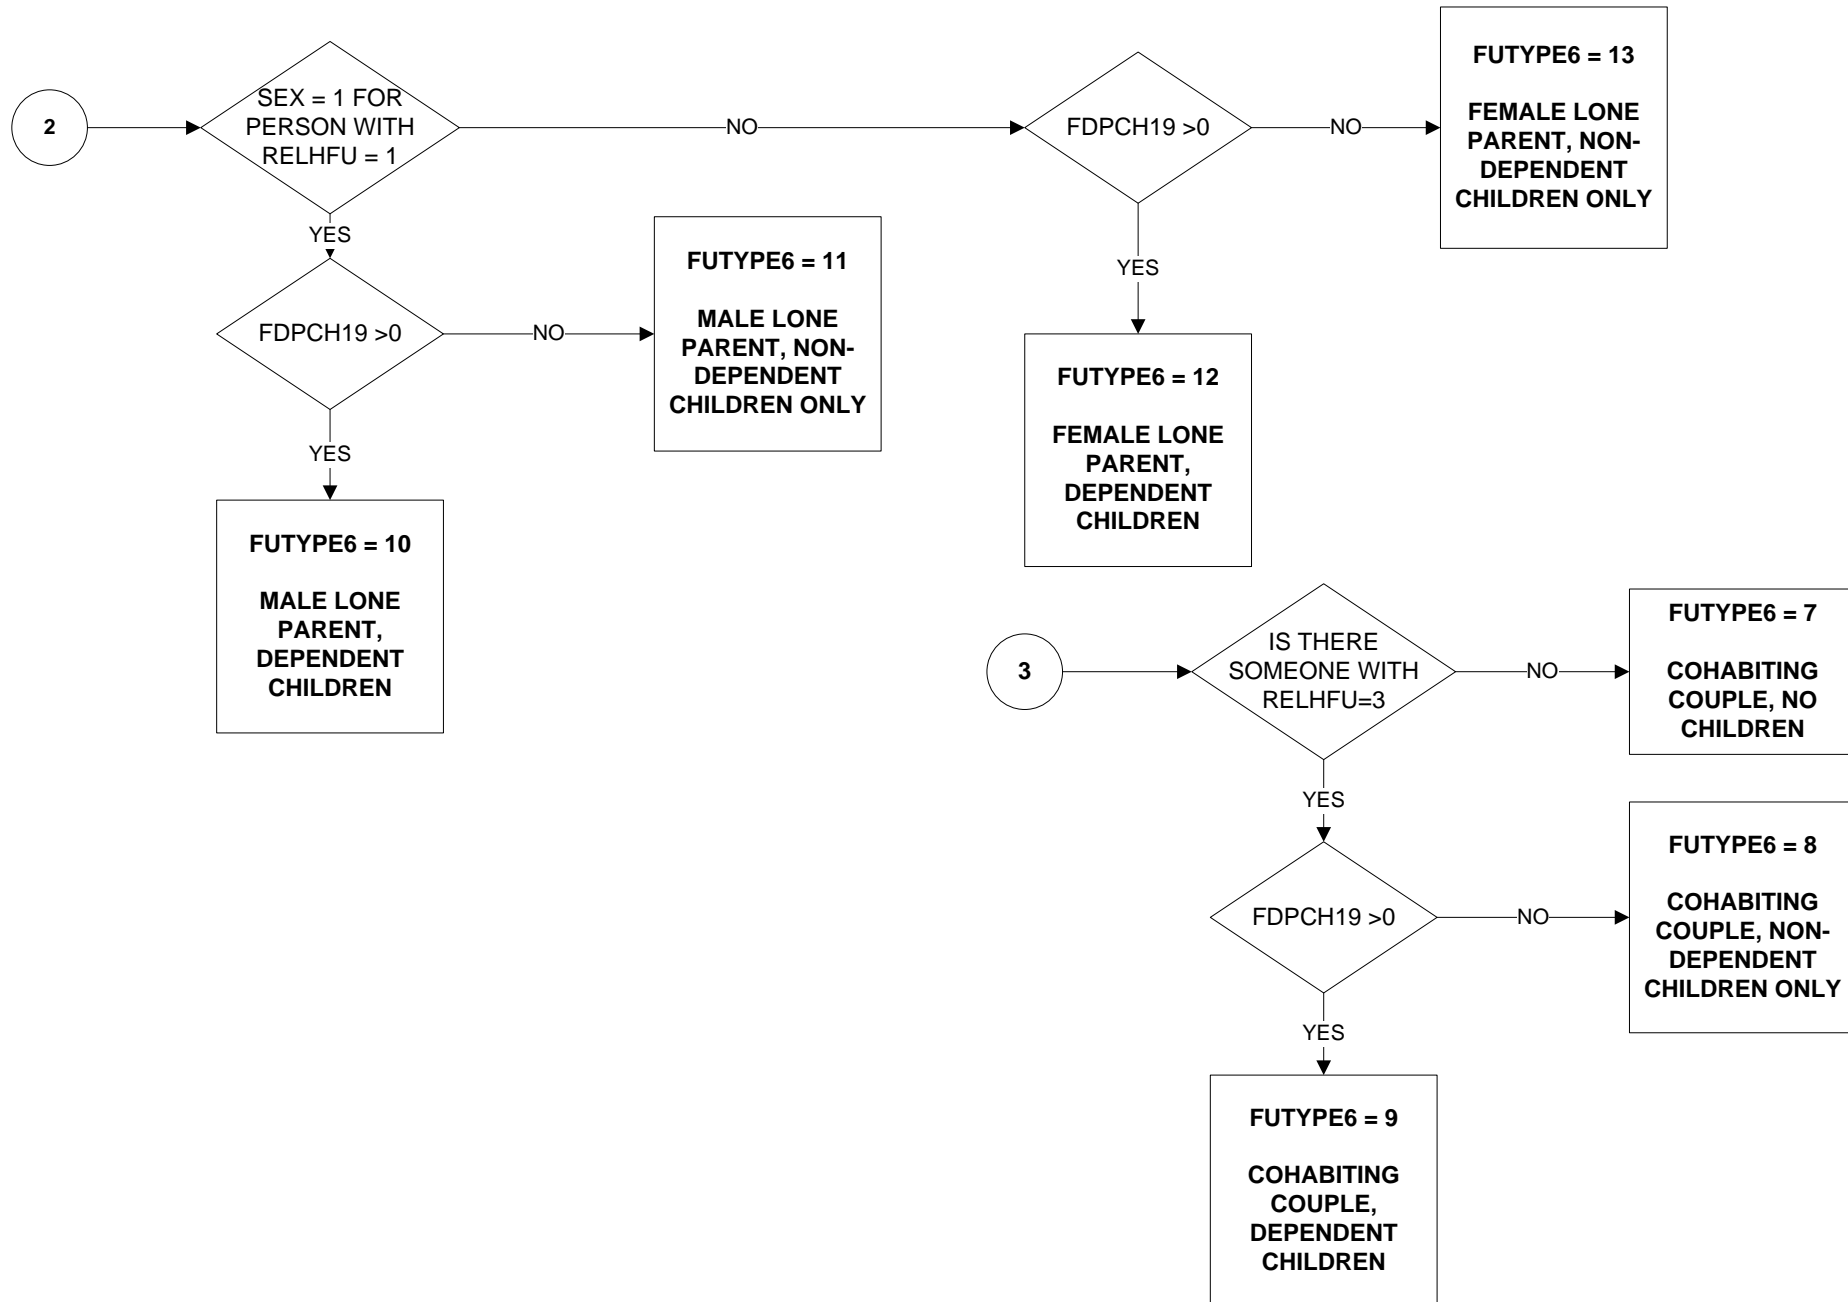 2
SEX = 1 FOR
PERSON WITH
RELHFU = 1
NO
FDPCH19 >0
NO
FUTYPE6 = 13
FEMALE LONE
PARENT, NON-
DEPENDENT
CHILDREN ONLY
YES
FDPCH19 >0
NO
FUTYPE6 = 11
MALE LONE
PARENT, NON-
DEPENDENT
CHILDREN ONLY
YES
FUTYPE6 = 12
FEMALE LONE
PARENT,
DEPENDENT
CHILDREN
YES
FUTYPE6 = 10
MALE LONE
PARENT,
DEPENDENT
CHILDREN
3
IS THERE
SOMEONE WITH
RELHFU=3
NO
FUTYPE6 = 7
COHABITING
COUPLE, NO
CHILDREN
YES
FDPCH19 >0
NO
FUTYPE6 = 8
COHABITING
COUPLE, NON-
DEPENDENT
CHILDREN ONLY
YES
FUTYPE6 = 9
COHABITING
COUPLE,
DEPENDENT
CHILDREN